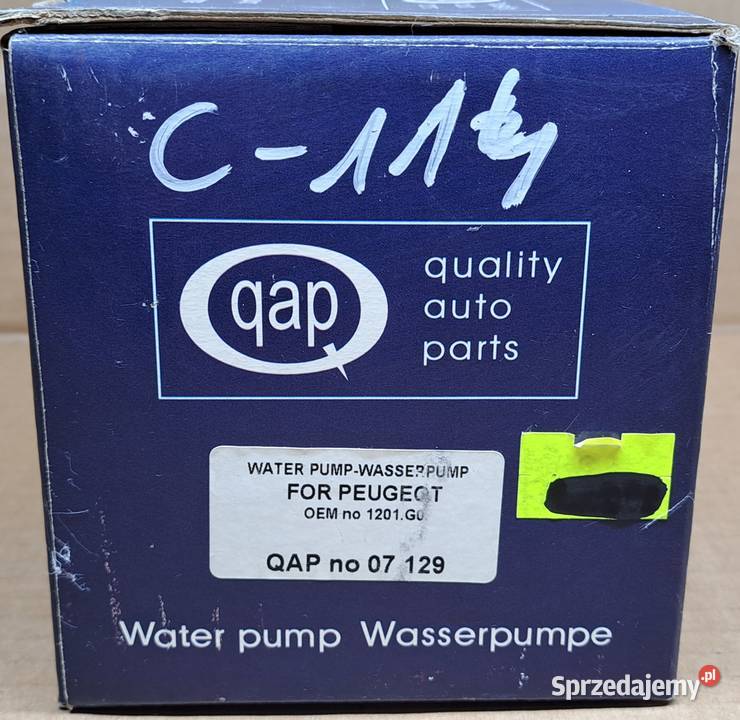 C-11
qap
quality
auto
parts
WATER PUMP-WASSERPUMP
FOR PEUGEOT
OEM no 1201.G0
QAP no 07 129
Water pump Wasserpumpe
Sprzedajemy.pl